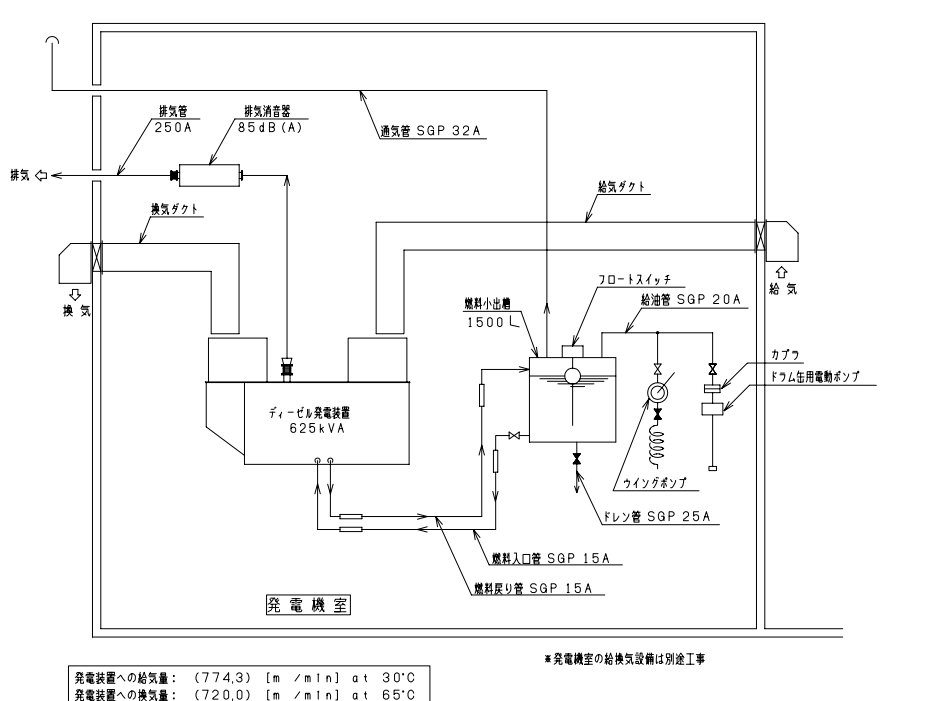 排気管
250A
排気消音器
85dB(A)
通気管 SGP 32A
排気
換気ダクト
給気ダクト
換 気
給 気
フロートスイッチ
燃料小出槽
1500 L
給油管 SGP 20A
カプラ
ドラム缶用電動ポンプ
ディーゼル発電装置
625kVA
ウイングポンプ
ドレン管 SGP 25A
燃料入口管 SGP 15A
燃料戻り管 SGP 15A
発 電 機 室
*発電機室の給換気設備は別途工事
発電装置への給気量: (774,3) [m /min] at 30°C
発電装置への換気量: (720,0) [m /min] at 65°C